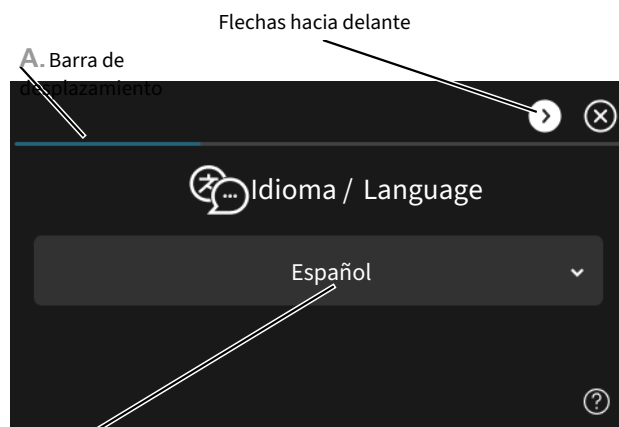 Flechas hacia delante
A. Barra de
desplazamiento
Idioma / Language
Español